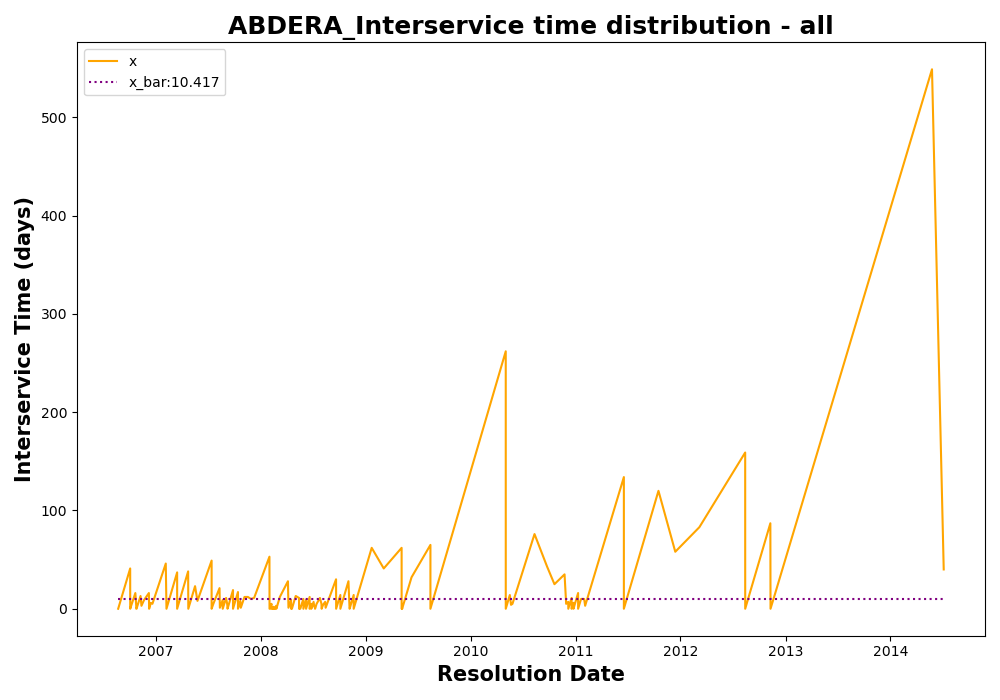 ABDERA_Interservice time distribution - all
x
x_bar:10.417
Interservice Time (days)
500
400
300
200
100
0
2007 2008 2009 2010 2011 2012 2013 2014
Resolution Date